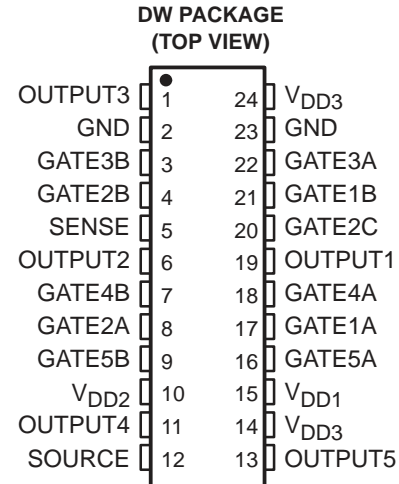 DW PACKAGE
(TOP VIEW)
OUTPUT3 1 24 VDD3
GND 2 23 GND
GATE3B 3 22 GATE3A
GATE2B 4 21 GATE1B
SENSE 5 20 GATE2C
OUTPUT2 6 19 OUTPUT1
GATE4B 7 18 GATE4A
GATE2A 8 17 GATE1A
GATE5B 9 16 GATE5A
VDD2 10 15 VDD1
OUTPUT4 11 14 VDD3
SOURCE 12 13 OUTPUT5